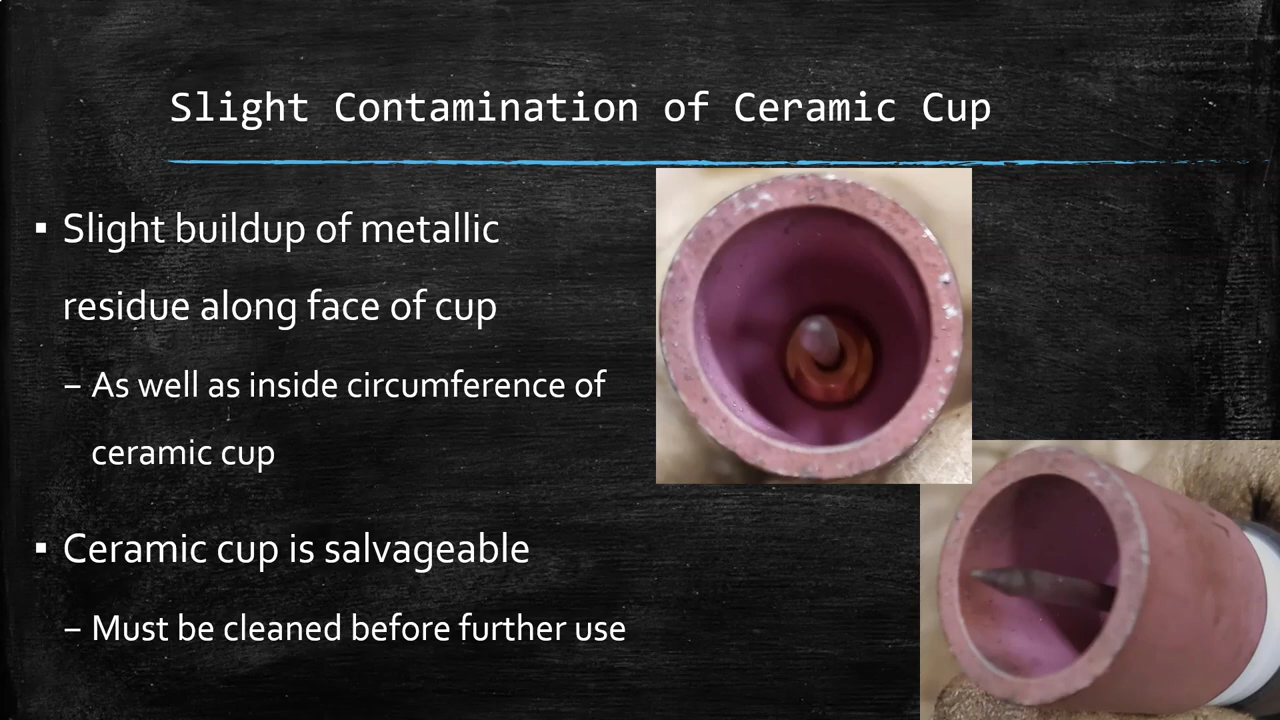 Slight Contamination of Ceramic Cup
▪ Slight buildup of metallic
residue along face of cup
– As well as inside circumference of
ceramic cup
▪ Ceramic cup is salvageable
– Must be cleaned before further use